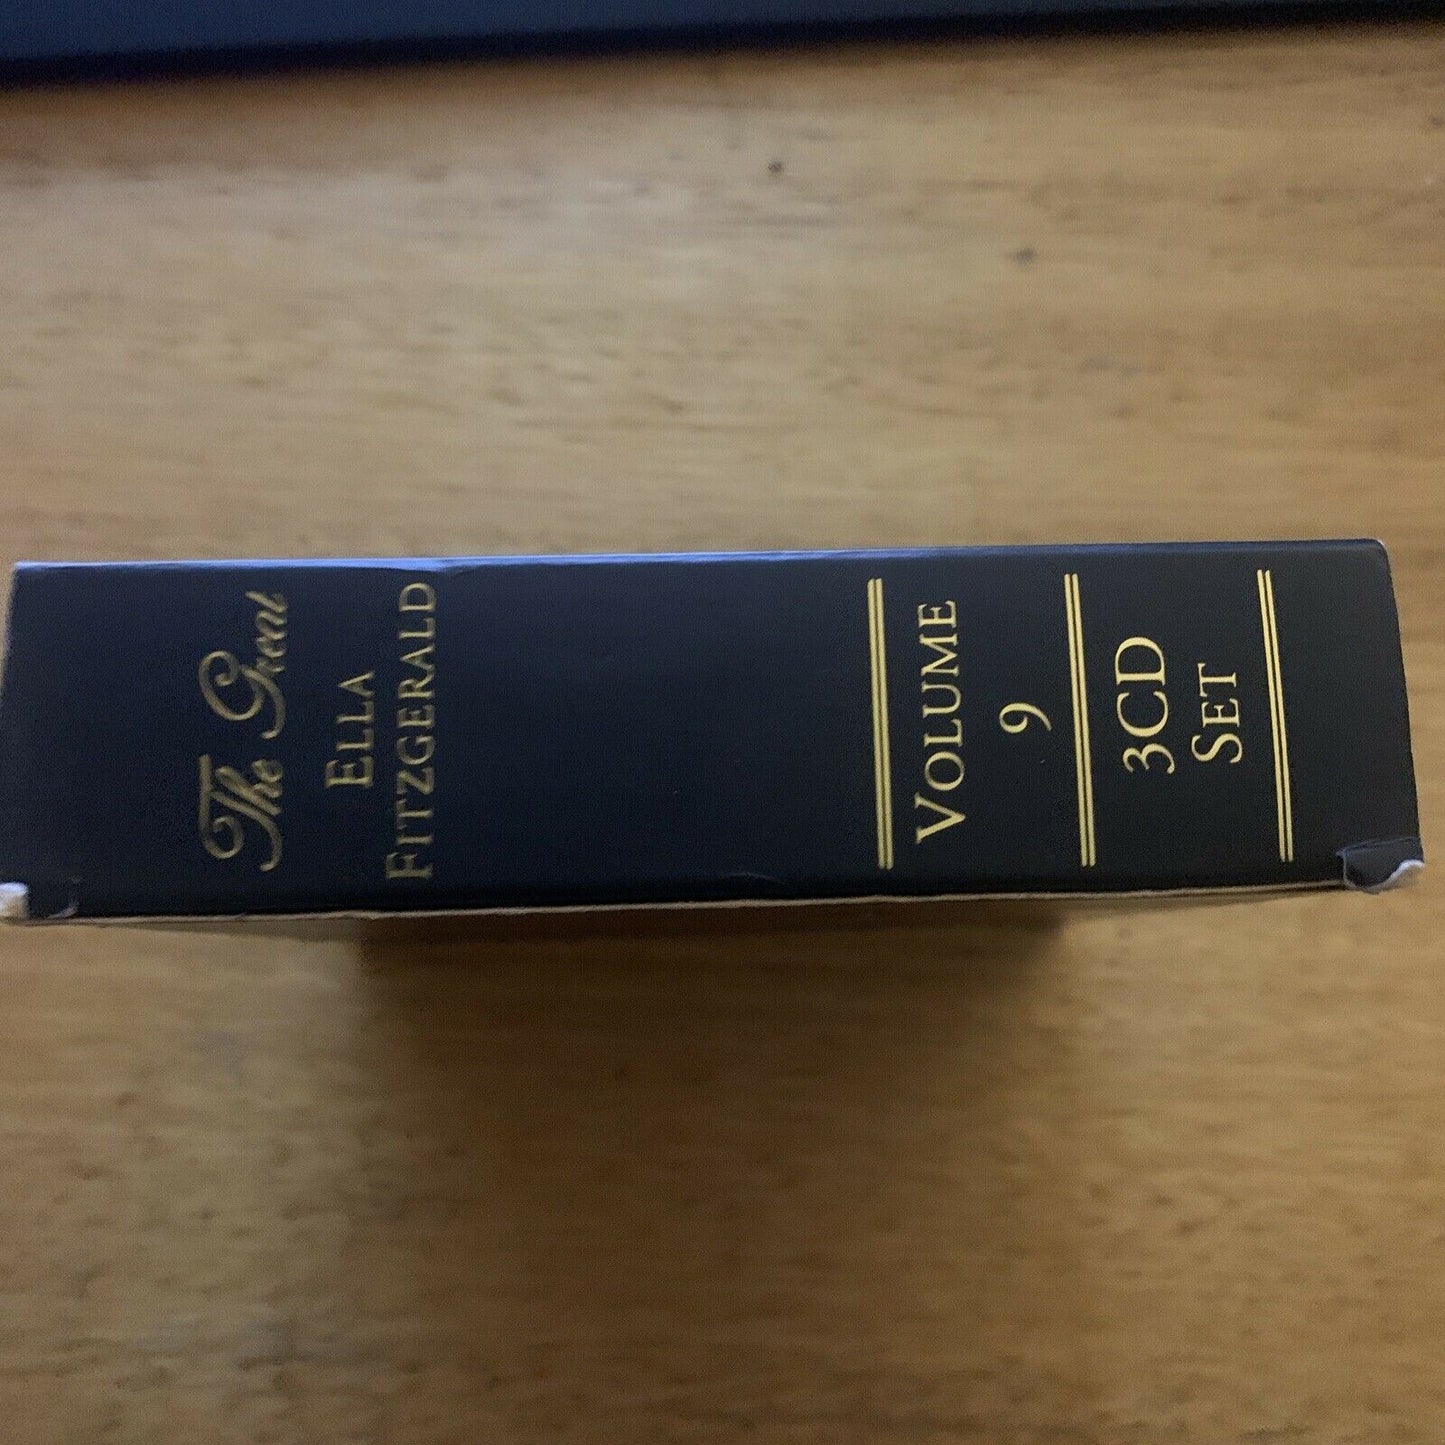 The Great
ELLA
FITZGERALD
VOLUME
9
3CD
SET